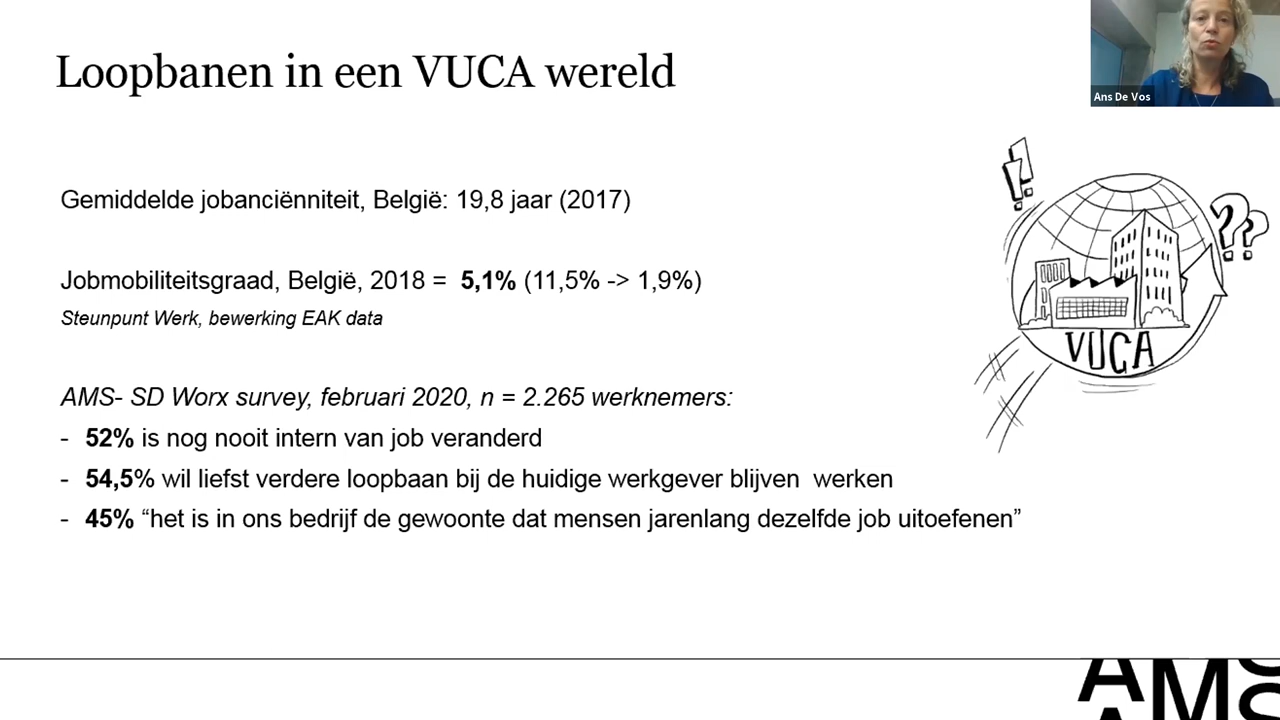 Loopbanen in een VUCA wereld
Ans De Vos
Gemiddelde jobanciënniteit, België: 19,8 jaar (2017)
Jobmobiliteitsgraad, België, 2018 = 5,1% (11,5% -> 1,9%)
Steunpunt Werk, bewerking EAK data
VUCA
AMS- SD Worx survey, februari 2020, n = 2.265 werknemers:
- 52% is nog nooit intern van job veranderd
- 54,5% wil liefst verdere loopbaan bij de huidige werkgever blijven werken
- 45% “het is in ons bedrijf de gewoonte dat mensen jarenlang dezelfde job uitoefenen”
!!
??
AMS